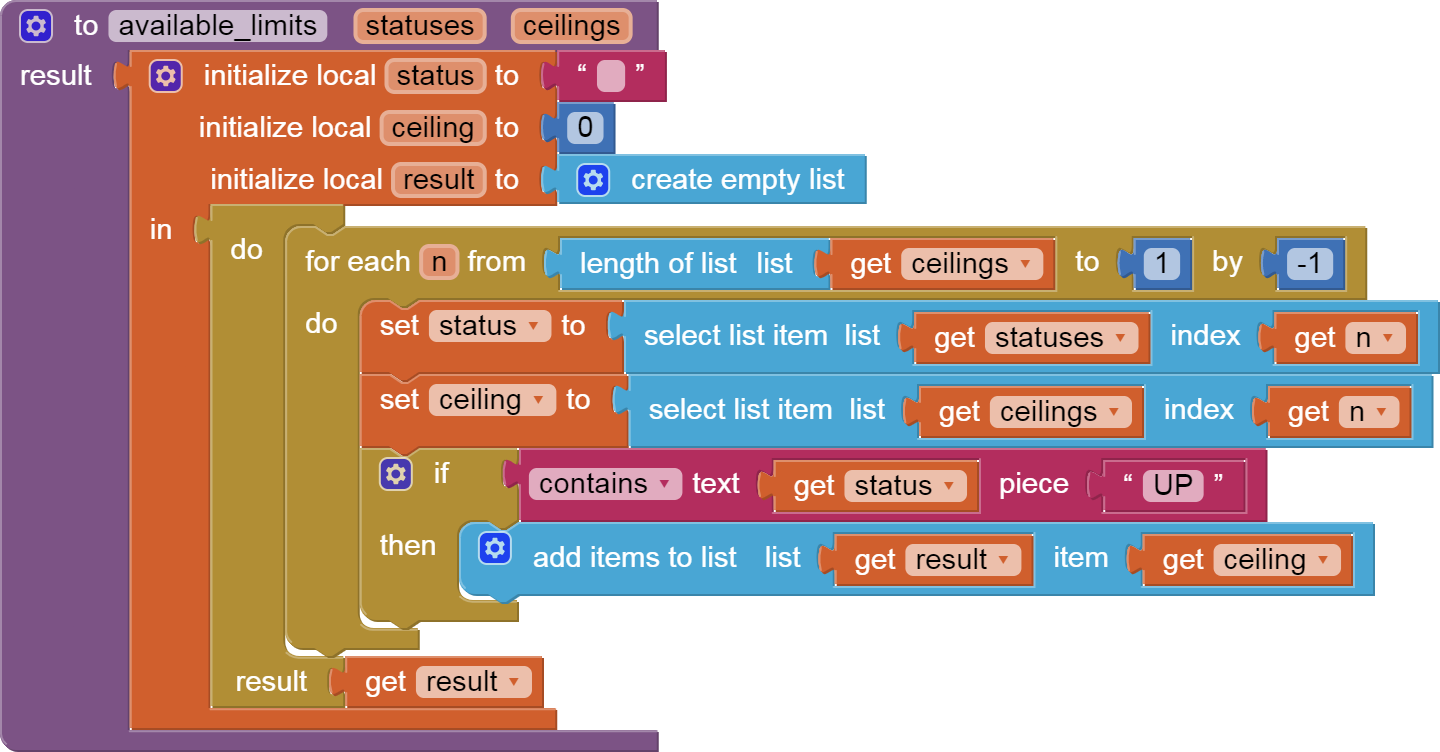 to available_limits statuses ceilings
result initialize local status to “ ”
initialize local ceiling to 0
initialize local result to create empty list
in do
for each n from length of list list get ceilings to 1 by -1
do set status to select list item list get statuses index get n
set ceiling to select list item list get ceilings index get n
if contains text get status piece “ UP ”
then add items to list list get result item get ceiling
result get result